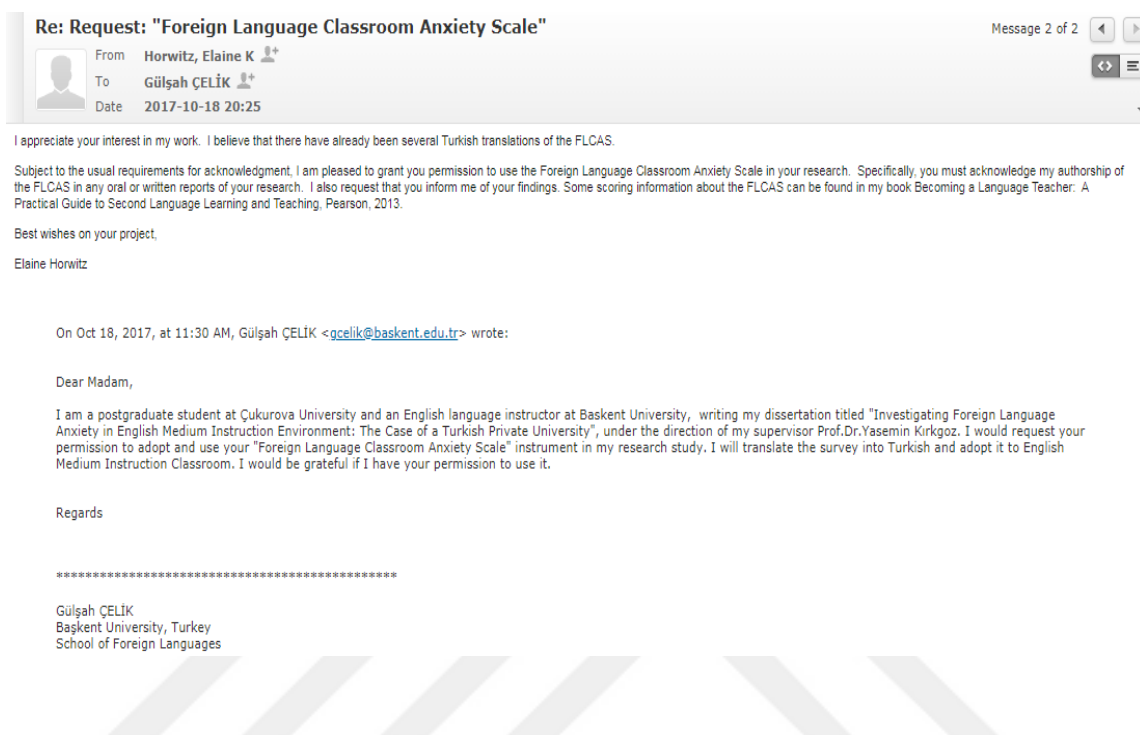 Re: Request: "Foreign Language Classroom Anxiety Scale"
Message 2 of 2
From Horwitz, Elaine K
To Gülşah ÇELİK
Date 2017-10-18 20:25
I appreciate your interest in my work. I believe that there have already been several Turkish translations of the FLCAS.
Subject to the usual requirements for acknowledgment, I am pleased to grant you permission to use the Foreign Language Classroom Anxiety Scale in your research. Specifically, you must acknowledge my authorship of
the FLCAS in any oral or written reports of your research. I also request that you inform me of your findings. Some scoring information about the FLCAS can be found in my book Becoming a Language Teacher: A
Practical Guide to Second Language Learning and Teaching, Pearson, 2013.
Best wishes on your project,
Elaine Horwitz
On Oct 18, 2017, at 11:30 AM, Gülşah ÇELİK <gcelik@baskent.edu.tr> wrote:
Dear Madam,
I am a postgraduate student at Çukurova University and an English language instructor at Baskent University, writing my dissertation titled "Investigating Foreign Language
Anxiety in English Medium Instruction Environment: The Case of a Turkish Private University", under the direction of my supervisor Prof.Dr.Yasemin Kırkgoz. I would request your
permission to adopt and use your "Foreign Language Classroom Anxiety Scale" instrument in my research study. I will translate the survey into Turkish and adopt it to English
Medium Instruction Classroom. I would be grateful if I have your permission to use it.
Regards
***********************************************
Gülşah ÇELİK
Başkent University, Turkey
School of Foreign Languages